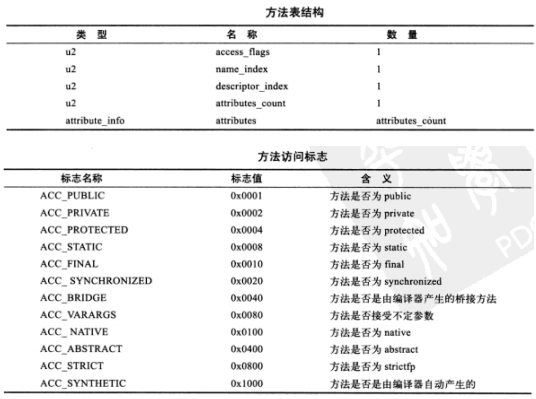 方法表结构
类 型 名 称 数 量
u2 access_flags 1
u2 name_index 1
u2 descriptor_index 1
u2 attributes_count 1
attribute_info attributes attributes_count
方法访问标志
标志名称 标志值 含 义
ACC_PUBLIC 0x0001 方法是否为 public
ACC_PRIVATE 0x0002 方法是否为 private
ACC_PROTECTED 0x0004 方法是否为 protected
ACC_STATIC 0x0008 方法是否为 static
ACC_FINAL 0x0010 方法是否为 final
ACC_ SYNCHRONIZED 0x0020 方法是否为 synchronized
ACC_BRIDGE 0x0040 方法是否是由编译器产生的桥接方法
ACC_VARARGS 0x0080 方法是否接受不定参数
ACC_ NATIVE 0x0100 方法是否为 native
ACC_ABSTRACT 0x0400 方法是否为 abstract
ACC_STRICT 0x0800 方法是否为 strictfp
ACC_SYNTHETIC 0x1000 方法是否是由编译器自动产生的